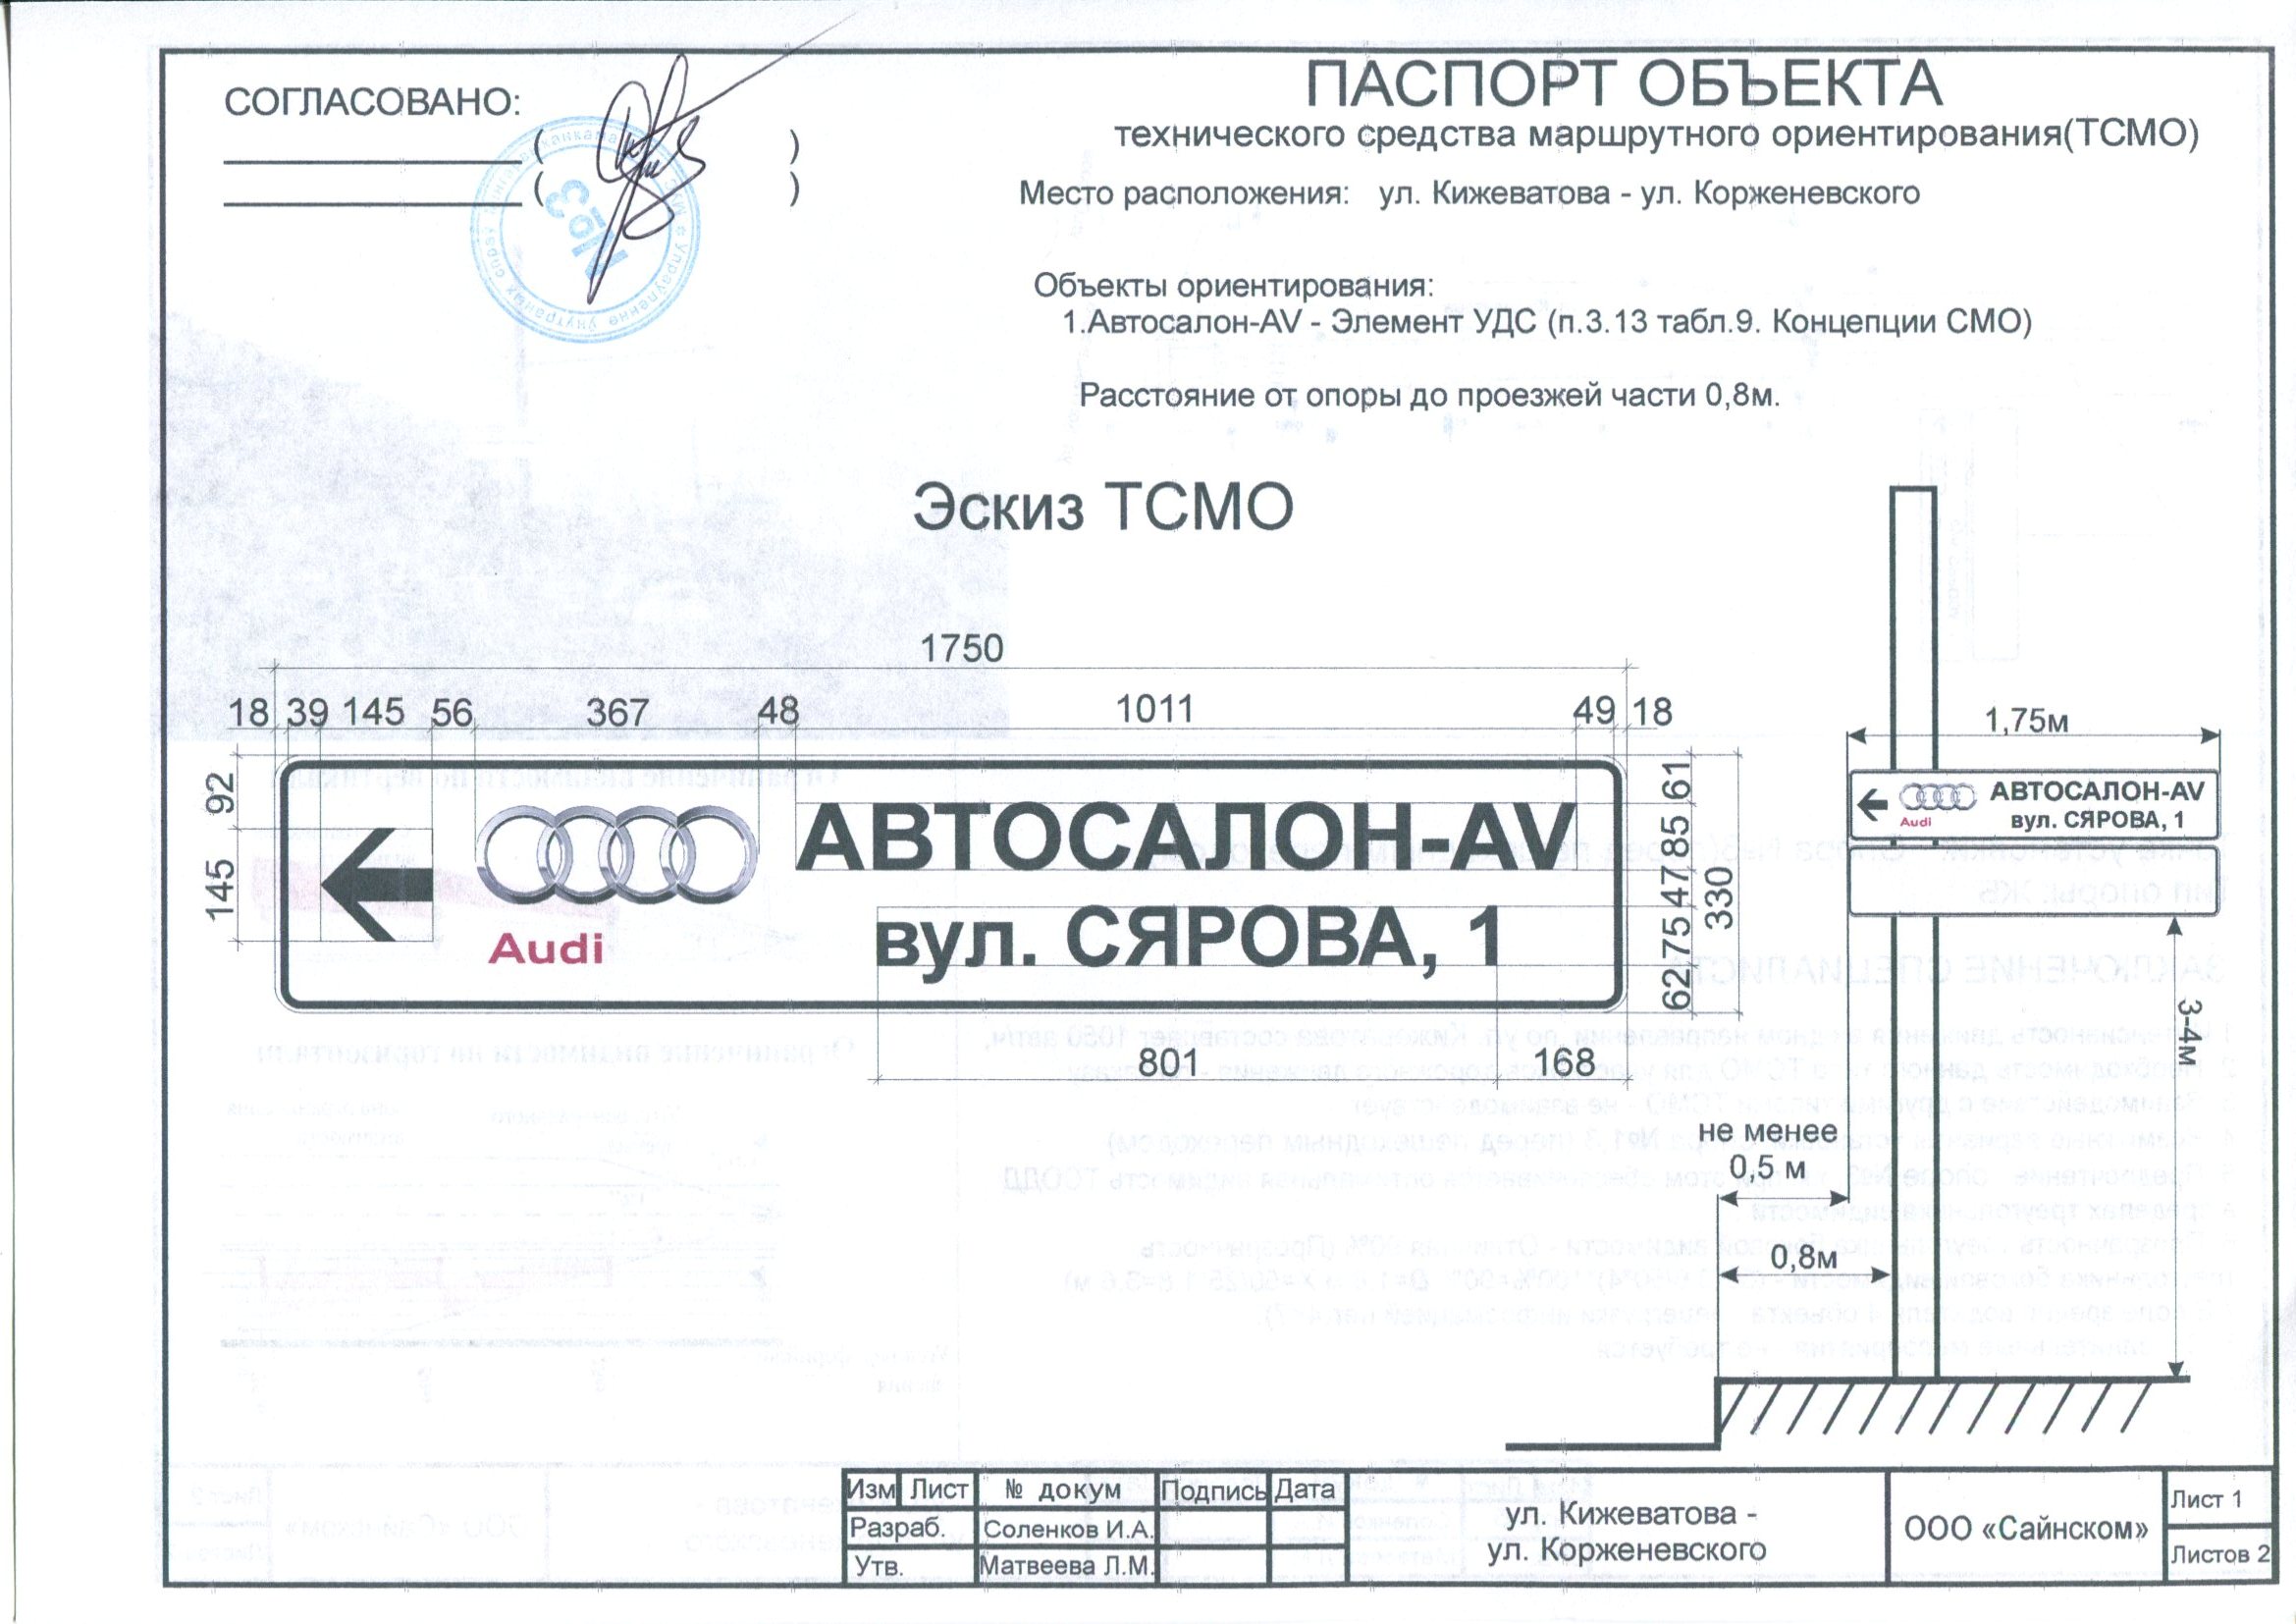 СОГЛАСОВАНО:
(          )
(          )
№3
ПАСПОРТ ОБЪЕКТА
технического средства маршрутного ориентирования(ТСМО)
Место расположения: ул. Кижеватова - ул. Корженевского
Объекты ориентирования:
1.Автосалон-AV - Элемент УДС (п.3.13 табл.9. Концепции СМО)
Расстояние от опоры до проезжей части 0,8м.
Эскиз ТСМО
1750
18 39 145 56 367 48 1011 49 18
92
145
АВТОСАЛОН-AV
Audi
вул. СЯРОВА, 1
61
85
47
75
62
330
801 168
1,75м
АВТОСАЛОН-AV
Audi
вул. СЯРОВА, 1
3-4м
не менее
0,5 м
0,8м
Изм Лист № докум Подпись Дата
Разраб. Соленков И.А.
Утв. Матвеева Л.М.
ул. Кижеватова -
ул. Корженевского
ООО «Сайнском»
Лист 1
Листов 2